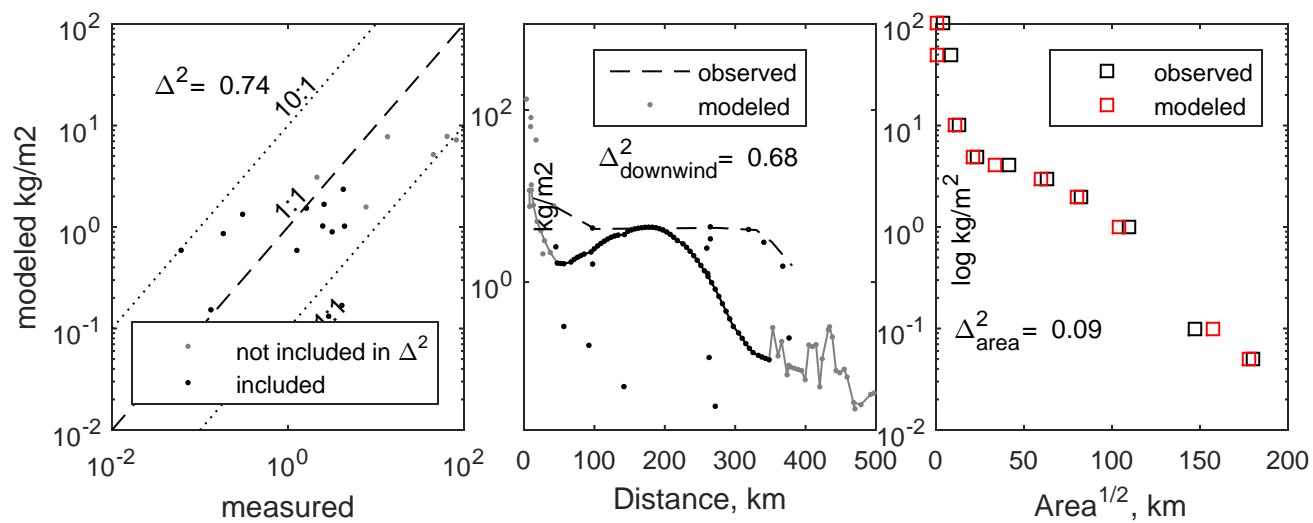 10^2
10^1
10^0
10^-1
10^-2
modeled kg/m2
Δ^2= 0.74
10:1
1:1
not included in Δ^2
included
10^-2
10^0
10^2
measured
10^2
10^0
kg/m2
observed
modeled
Δ^2_downwind= 0.68
0
100
200
300
400
500
Distance, km
10^2
10^1
10^0
10^-1
10^-2
log kg/m^2
observed
modeled
Δ^2_area= 0.09
0
50
100
150
200
Area^1/2, km